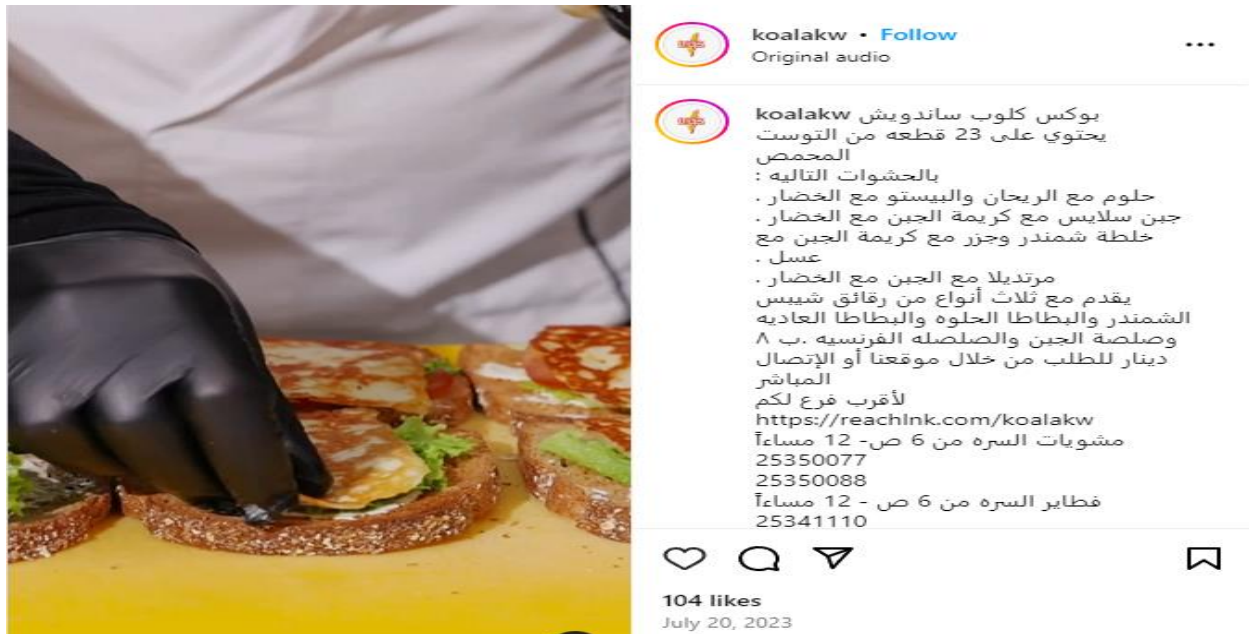 koalakw • Follow
Original audio
koalakw بوكس كلوب ساندويش
يحتوي على 23 قطعه من التوست
المحمص
بالحشوات التاليه :
حلوم مع الريحان والبيستو مع الخضار .
جبن سلايس مع كريمة الجبن مع الخضار .
خلطة شمندر وجزر مع كريمة الجبن مع
عسل .
مرتديلا مع الجبن مع الخضار .
يقدم مع ثلاث أنواع من رقائق شيبس
الشمندر والبطاطا الحلوه والبطاطا العاديه
وصلصة الجبن والصلصله الفرنسيه .ب ٨
دينار للطلب من خلال موقعنا أو الإتصال
المباشر
لأقرب فرع لكم
https://reachlnk.com/koalakw
مشويات السره من 6 ص- 12 مساءاً
25350077
25350088
فطاير السره من 6 ص - 12 مساءاً
25341110
104 likes
July 20, 2023